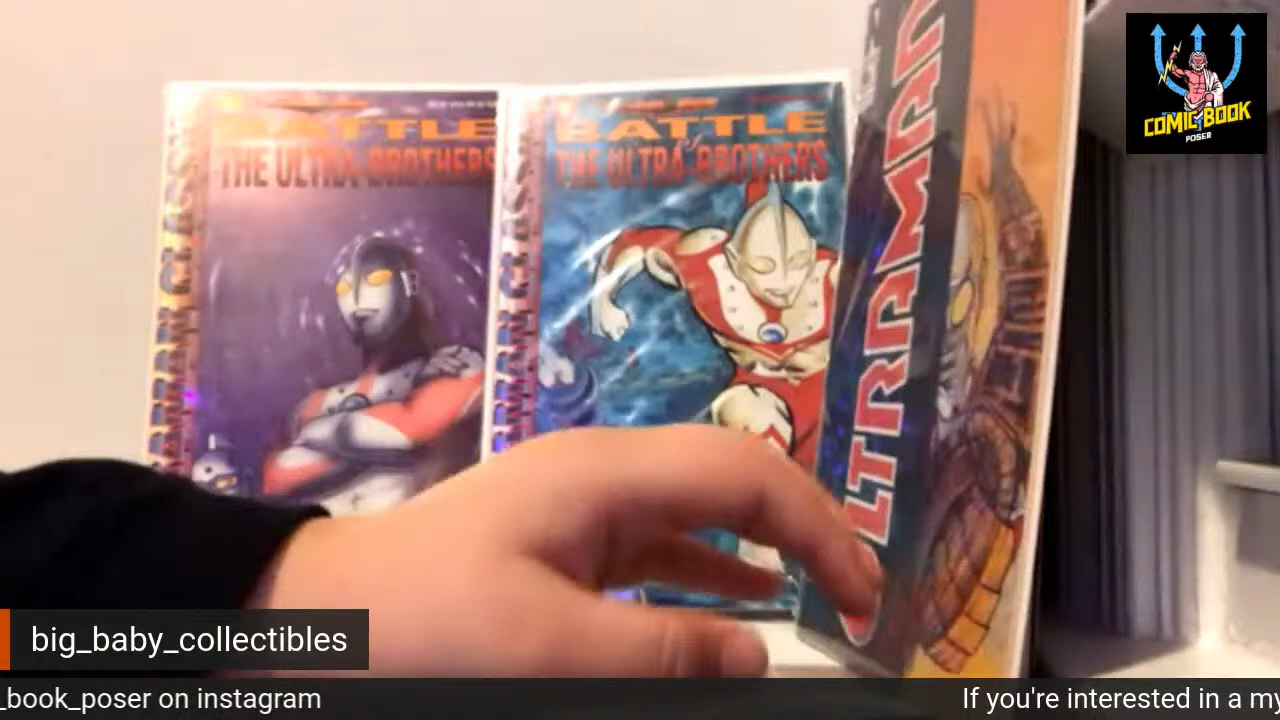 BATTLE
THE ULTRA-BROTHERS
BATTLE
of
THE ULTRA-BROTHERS
ULTRAMAN
COMIC BOOK
POSER
big_baby_collectibles
_book_poser on instagram
If you're interested in a my